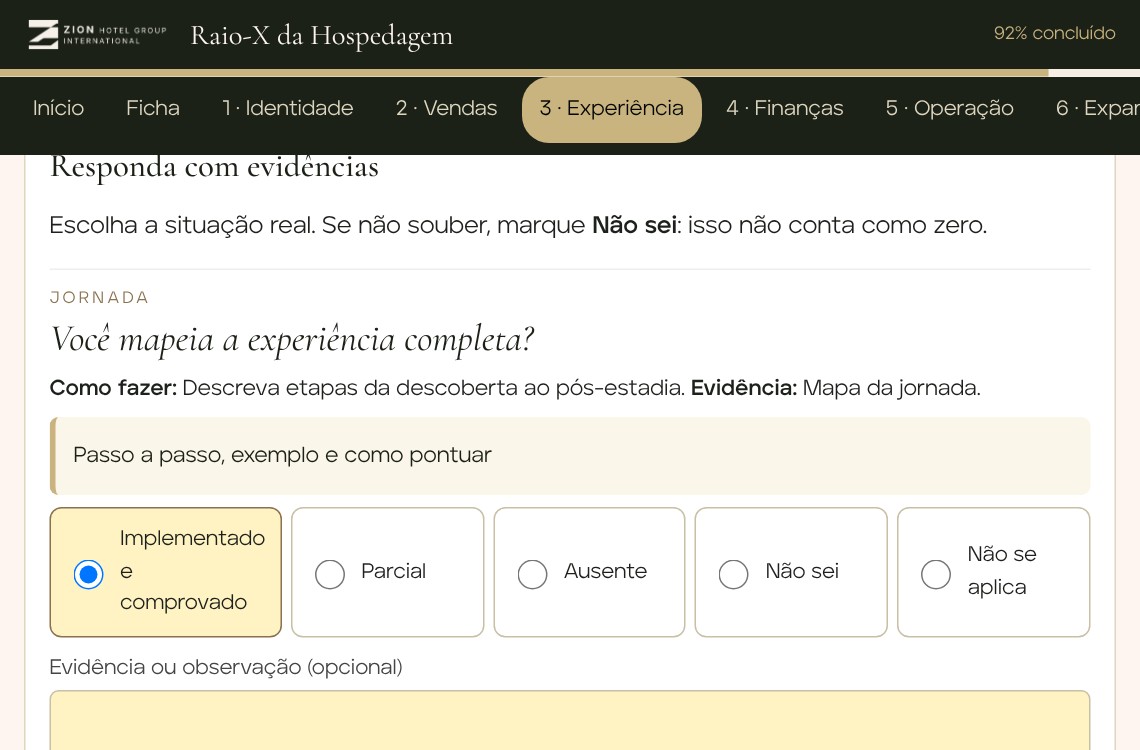 ZION HOTEL GROUP
INTERNATIONAL
Raio-X da Hospedagem
92% concluído
Início
Ficha
1 · Identidade
2 · Vendas
3 · Experiência
4 · Finanças
5 · Operação
6 · Expar
Responda com evidências
Escolha a situação real. Se não souber, marque Não sei: isso não conta como zero.
JORNADA
Você mapeia a experiência completa?
Como fazer: Descreva etapas da descoberta ao pós-estadia. Evidência: Mapa da jornada.
Passo a passo, exemplo e como pontuar
Implementado
e
comprovado
Parcial
Ausente
Não sei
Não se
aplica
Evidência ou observação (opcional)